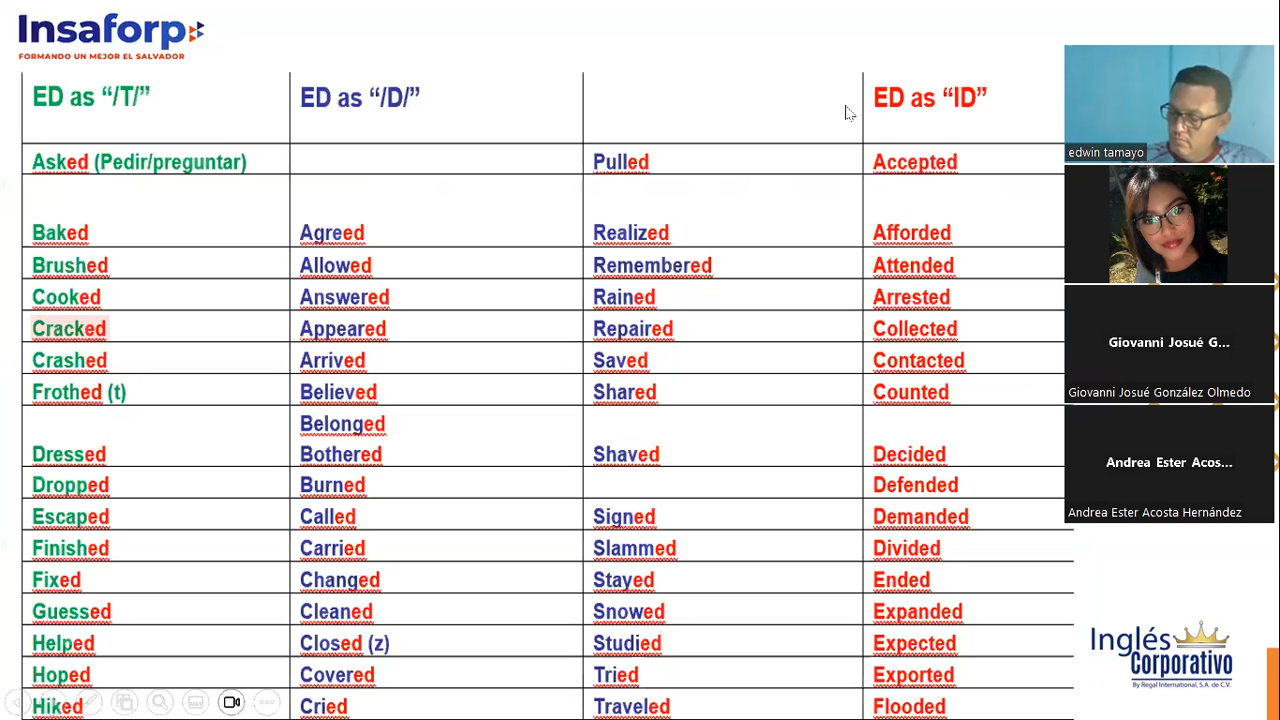 Insaforp
FORMANDO UN MEJOR EL SALVADOR
ED as “/T/” ED as “/D/” ED as “ID”
Asked (Pedir/preguntar) Pulled Accepted
Baked Agreed Realized Afforded
Brushed Allowed Remembered Attended
Cooked Answered Rained Arrested
Cracked Appeared Repaired Collected
Crashed Arrived Saved Contacted
Frothed (t) Believed Shared Counted
Belonged
Dressed Bothered Shaved Decided
Dropped Burned Defended
Escaped Called Signed Demanded
Finished Carried Slammed Divided
Fixed Changed Stayed Ended
Guessed Cleaned Snowed Expanded
Helped Closed (z) Studied Expected
Hoped Covered Tried Exported
Hiked Cried Traveled Flooded
edwin tamayo
Giovanni Josué G...
Giovanni Josué González Olmedo
Andrea Ester Acos...
Andrea Ester Acosta Hernández
Inglés
Corporativo
By Regal International, S.A. de C.V.